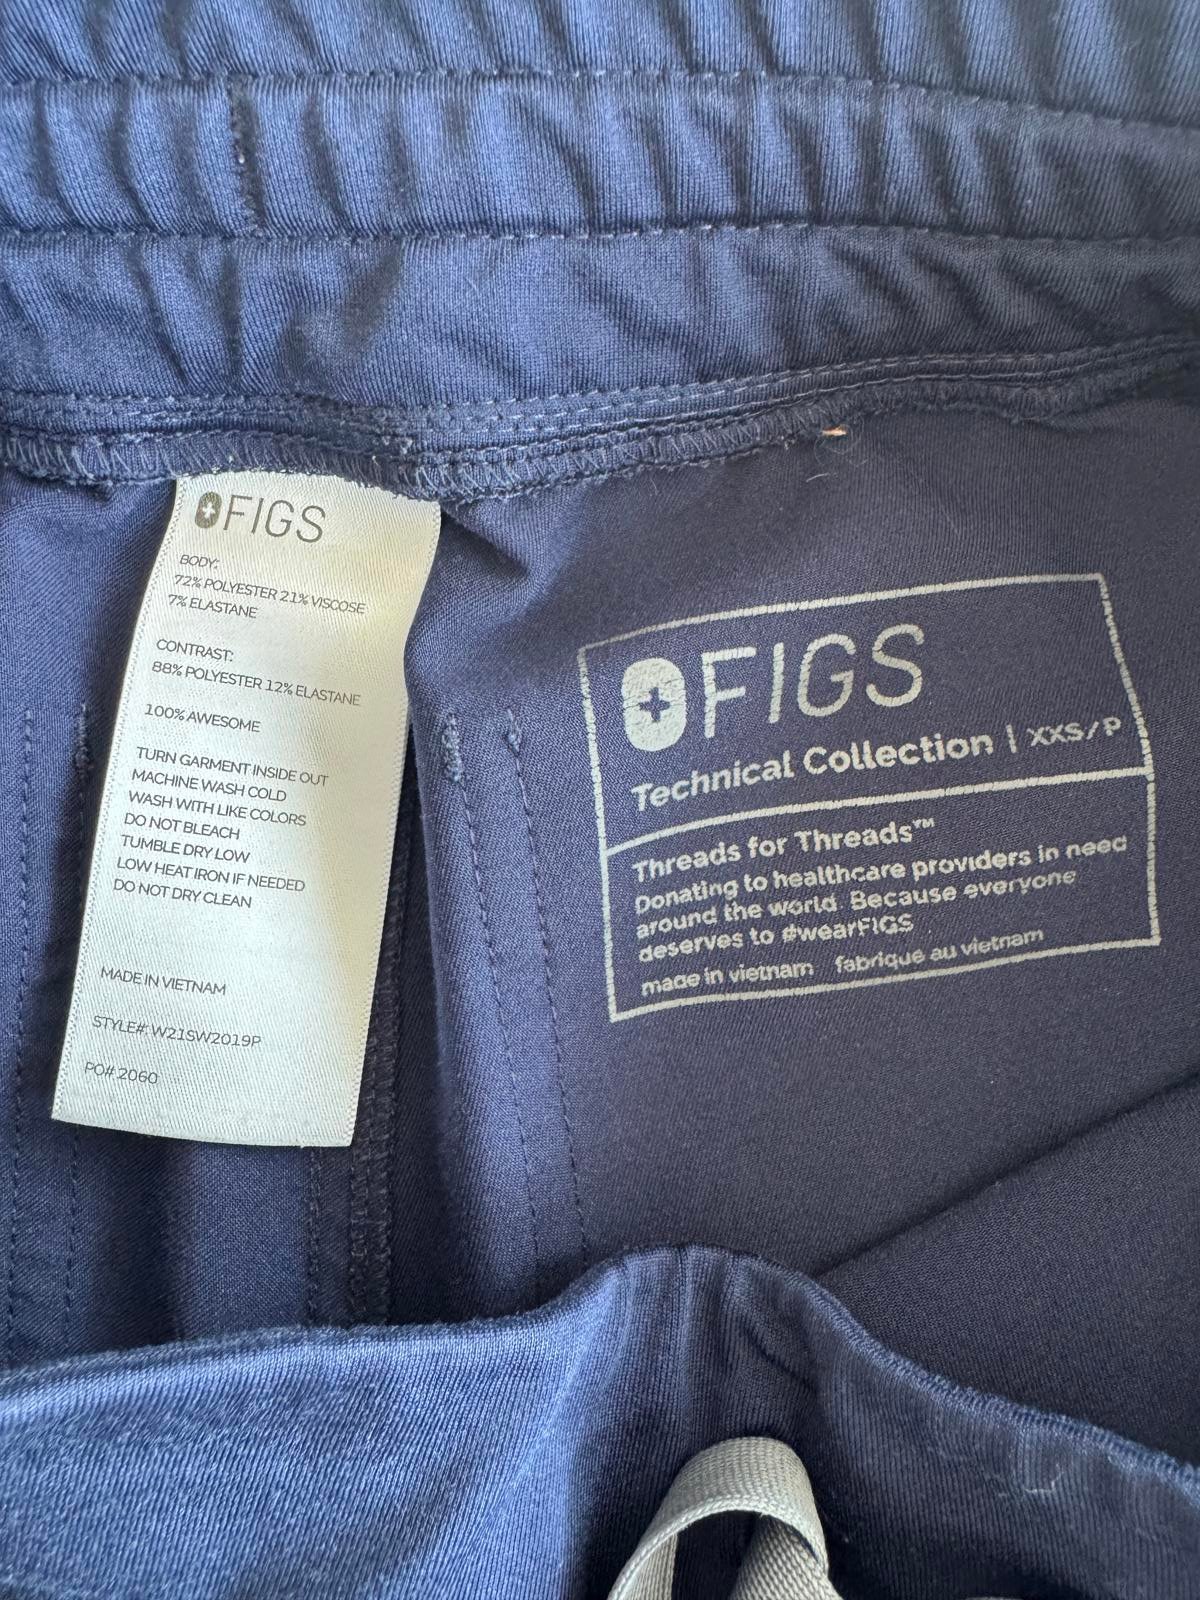 FIGS
BODY:
72% POLYESTER 21% VISCOSE
7% ELASTANE
CONTRAST:
88% POLYESTER 12% ELASTANE
100% AWESOME
TURN GARMENT INSIDE OUT
MACHINE WASH COLD
WASH WITH LIKE COLORS
DO NOT BLEACH
TUMBLE DRY LOW
LOW HEAT IRON IF NEEDED
DO NOT DRY CLEAN
MADE IN VIETNAM
STYLE#: W21SW2019P
PO# 2060
FIGS
Technical Collection | XXS/P
Threads for Threads™
Donating to healthcare providers in need
around the world. Because everyone
deserves to #wearFIGS
made in vietnam fabrique au vietnam